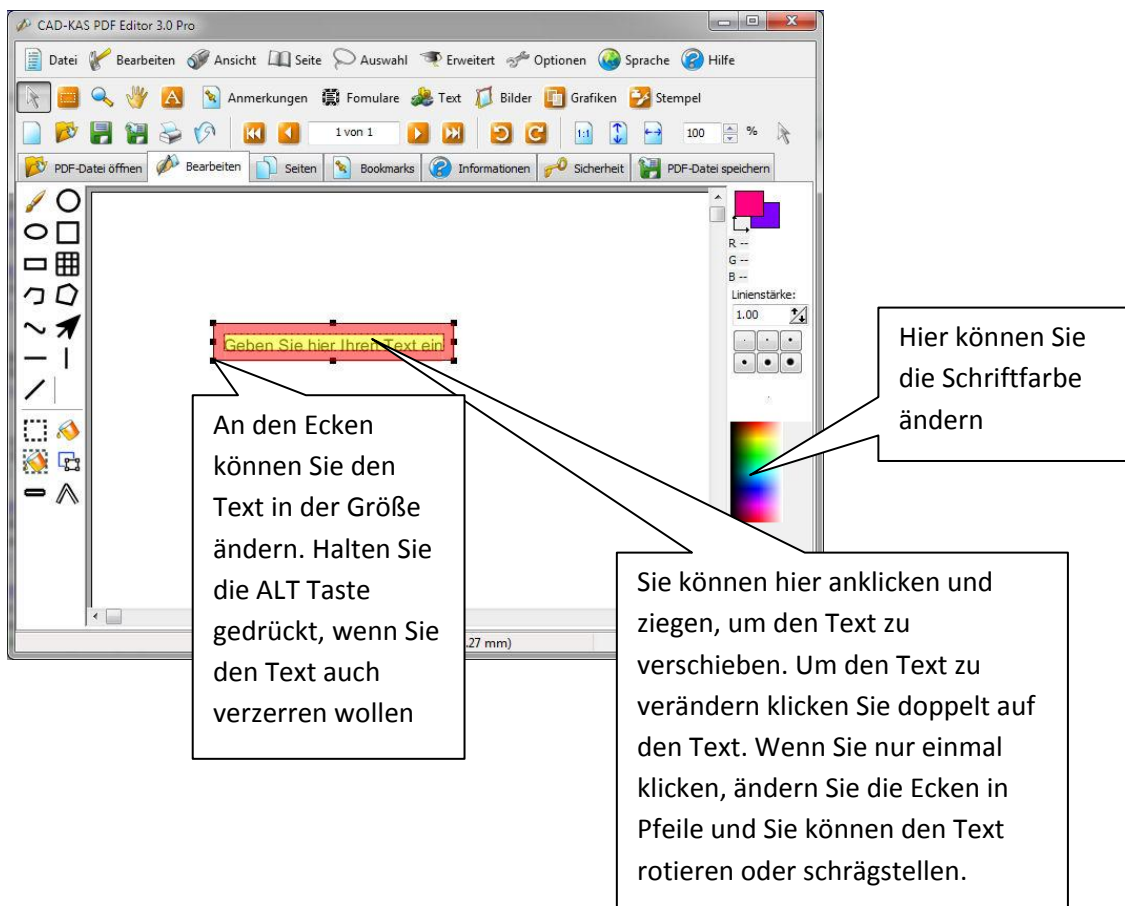 CAD-KAS PDF Editor 3.0 Pro
Datei Bearbeiten Ansicht Seite Auswahl Erweitert Optionen Sprache Hilfe
A Anmerkungen Fomulare Text Bilder Grafiken Stempel
1 von 1 1:1 100 %
PDF-Datei öffnen Bearbeiten Seiten Bookmarks Informationen Sicherheit PDF-Datei speichern
R --
G --
B --
Linienstärke:
1.00
Geben Sie hier Ihren Text ein
Hier können Sie
die Schriftfarbe
ändern
An den Ecken
können Sie den
Text in der Größe
ändern. Halten Sie
die ALT Taste
gedrückt, wenn Sie
den Text auch
verzerren wollen
Sie können hier anklicken und
ziegen, um den Text zu
verschieben. Um den Text zu
verändern klicken Sie doppelt auf
den Text. Wenn Sie nur einmal
klicken, ändern Sie die Ecken in
Pfeile und Sie können den Text
rotieren oder schrägstellen.
.27 mm)